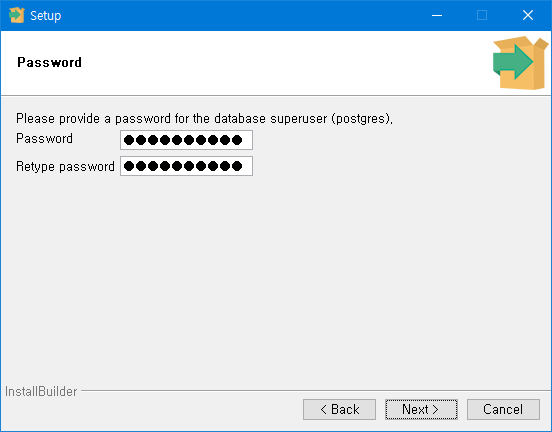 Setup
Password
Please provide a password for the database superuser (postgres).
Password ●●●●●●●●●●
Retype password ●●●●●●●●●●
InstallBuilder
< Back Next > Cancel